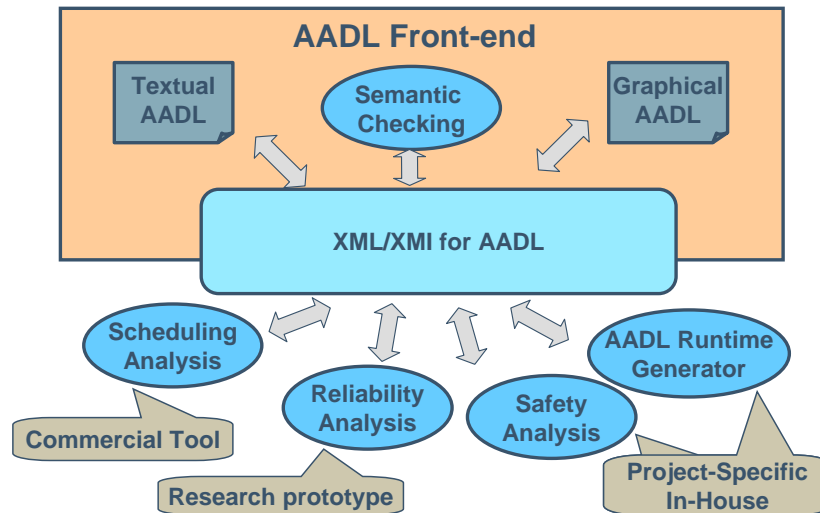 AADL Front-end
Textual
AADL
Semantic
Checking
Graphical
AADL
XML/XMI for AADL
Scheduling
Analysis
Reliability
Analysis
Safety
Analysis
AADL Runtime
Generator
Commercial Tool
Research prototype
Project-Specific
In-House